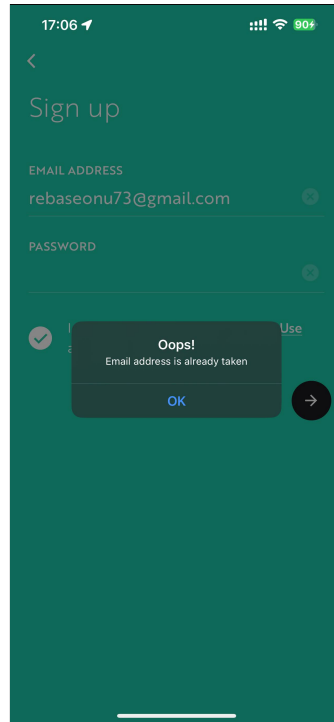 17:06
90
Sign up
EMAIL ADDRESS
rebaseonu73@gmail.com
PASSWORD
Use
Oops!
Email address is already taken
OK